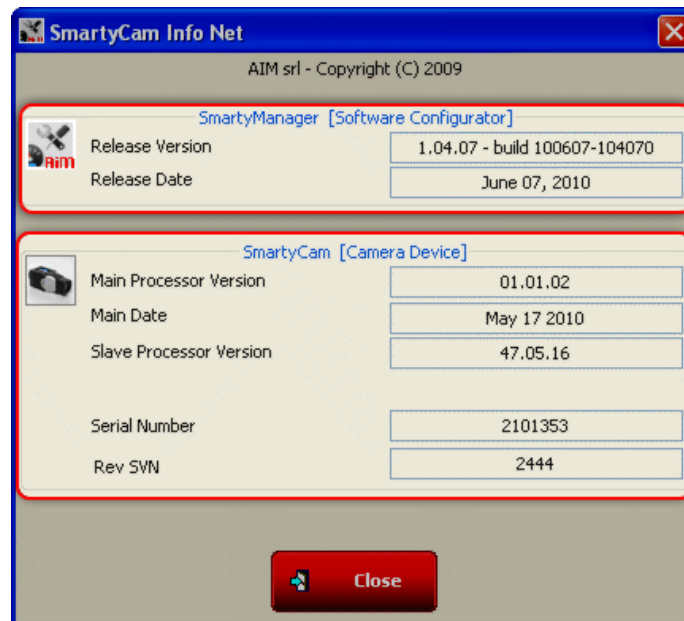 SmartyCam Info Net
AIM srl - Copyright (C) 2009
SmartyManager [Software Configurator]
AiM
Release Version 1.04.07 - build 100607-104070
Release Date June 07, 2010
SmartyCam [Camera Device]
Main Processor Version 01.01.02
Main Date May 17 2010
Slave Processor Version 47.05.16
Serial Number 2101353
Rev SVN 2444
Close